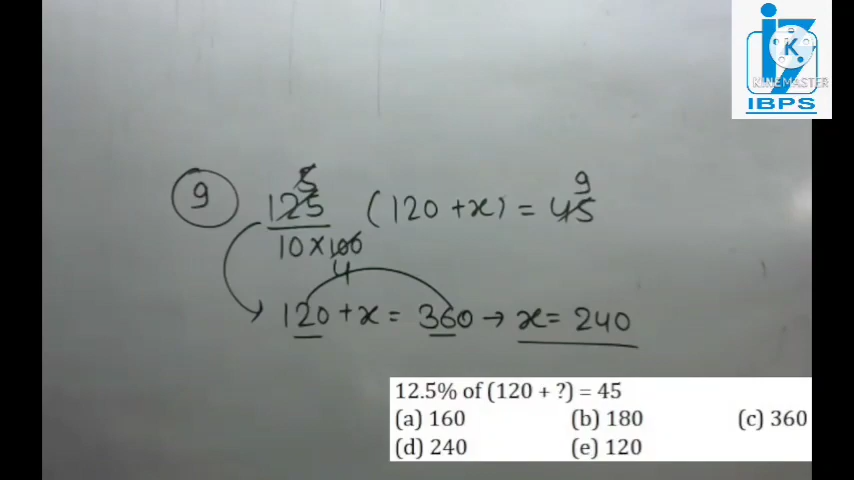 KINEMASTER
IBPS
9
5
9
125 (120 + x) = 45
10 × 100
4
120 + x = 360 → x = 240
12.5% of (120 + ?) = 45
(a) 160 (b) 180 (c) 360
(d) 240 (e) 120